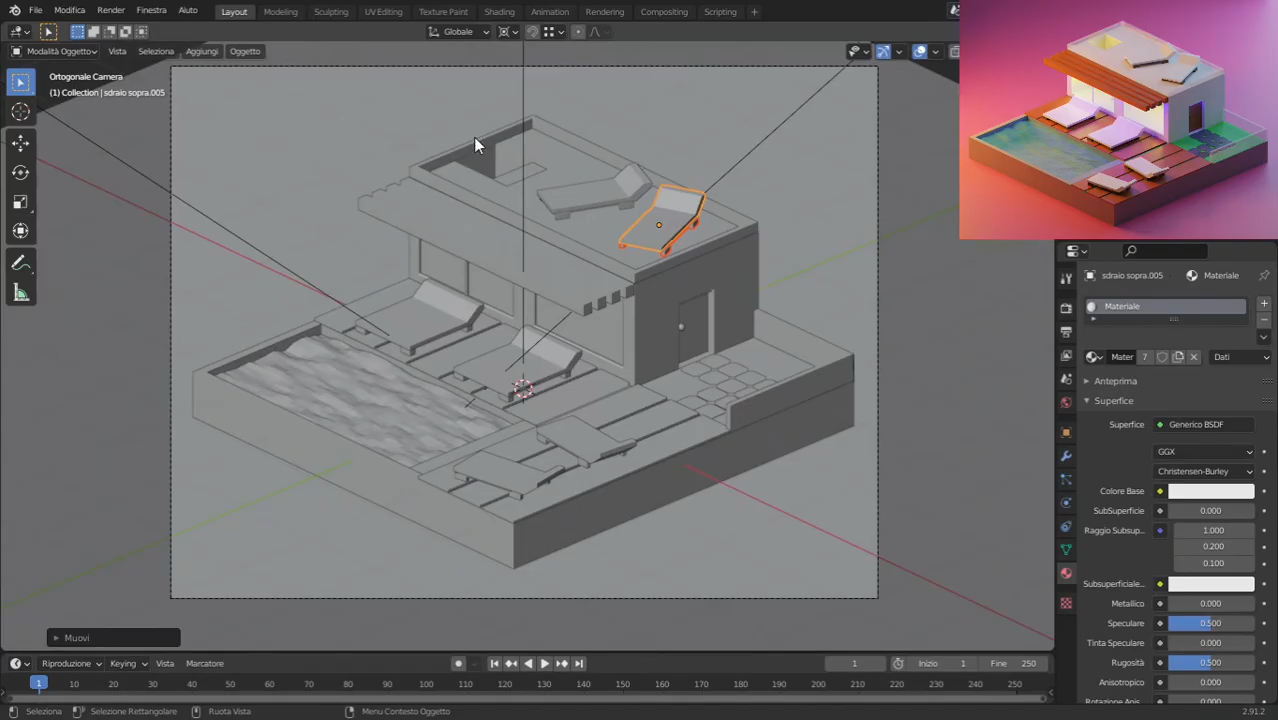 File Modifica Render Finestra Aiuto Layout Modeling Sculpting UV Editing Texture Paint Shading Animation Rendering Compositing Scripting +
Globale
Modalità Oggetto Vista Seleziona Aggiungi Oggetto
Ortogonale Camera
(1) Collection | sdraio sopra.005
sdraio sopra.005 Materiale
Materiale
Mater 7 Dati
Anteprima
Superfice
Superfice Generico BSDF
GGX
Christensen-Burley
Colore Base
SubSuperficie 0.000
Raggio Subsup... 1.000
0.200
0.100
Subsuperficiale...
Metallico 0.000
Speculare 0.500
Tinta Speculare 0.000
Rugosità 0.500
Anisotropico 0.000
Rotazione Anis... 0.000
Muovi
Riproduzione Keying Vista Marcatore 1 Inizio 1 Fine 250
1 10 20 30 40 50 60 70 80 90 100 110 120 130 140 150 160 170 180 190 200 210 220 230 240 250
Seleziona Selezione Rettangolare Ruota Vista Menu Contesto Oggetto 2.91.2